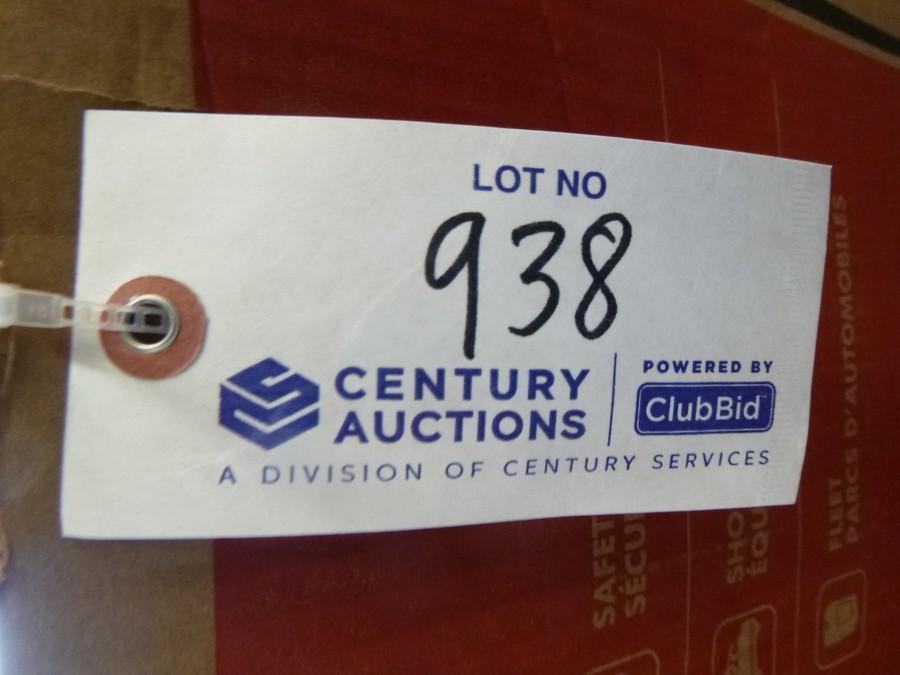 LOT NO
938
CENTURY
AUCTIONS
POWERED BY
ClubBid
A DIVISION OF CENTURY SERVICES
FLEET
PARCS D'AUTOMOBILES